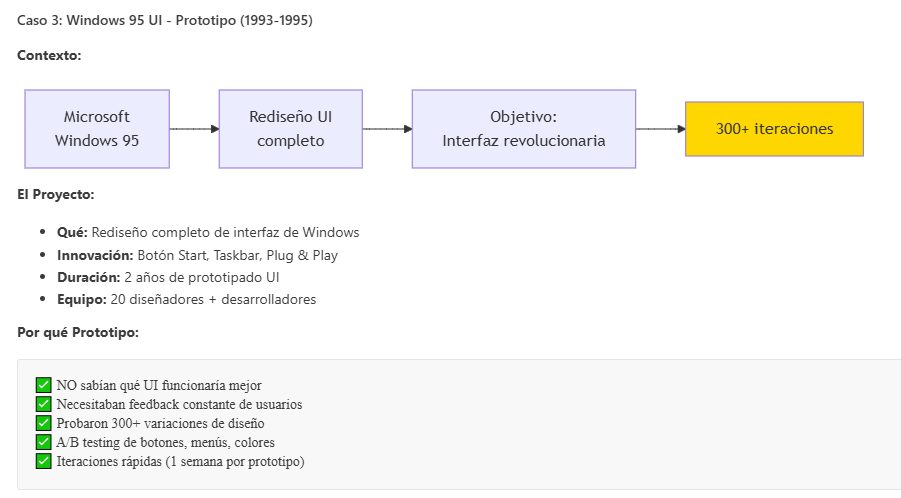 Caso 3: Windows 95 UI - Prototipo (1993-1995)
Contexto:
Microsoft
Windows 95
Rediseño UI
completo
Objetivo:
Interfaz revolucionaria
300+ iteraciones
El Proyecto:
Qué: Rediseño completo de interfaz de Windows
Innovación: Botón Start, Taskbar, Plug & Play
Duración: 2 años de prototipado UI
Equipo: 20 diseñadores + desarrolladores
Por qué Prototipo:
✅ NO sabían qué UI funcionaría mejor
✅ Necesitaban feedback constante de usuarios
✅ Probaron 300+ variaciones de diseño
✅ A/B testing de botones, menús, colores
✅ Iteraciones rápidas (1 semana por prototipo)